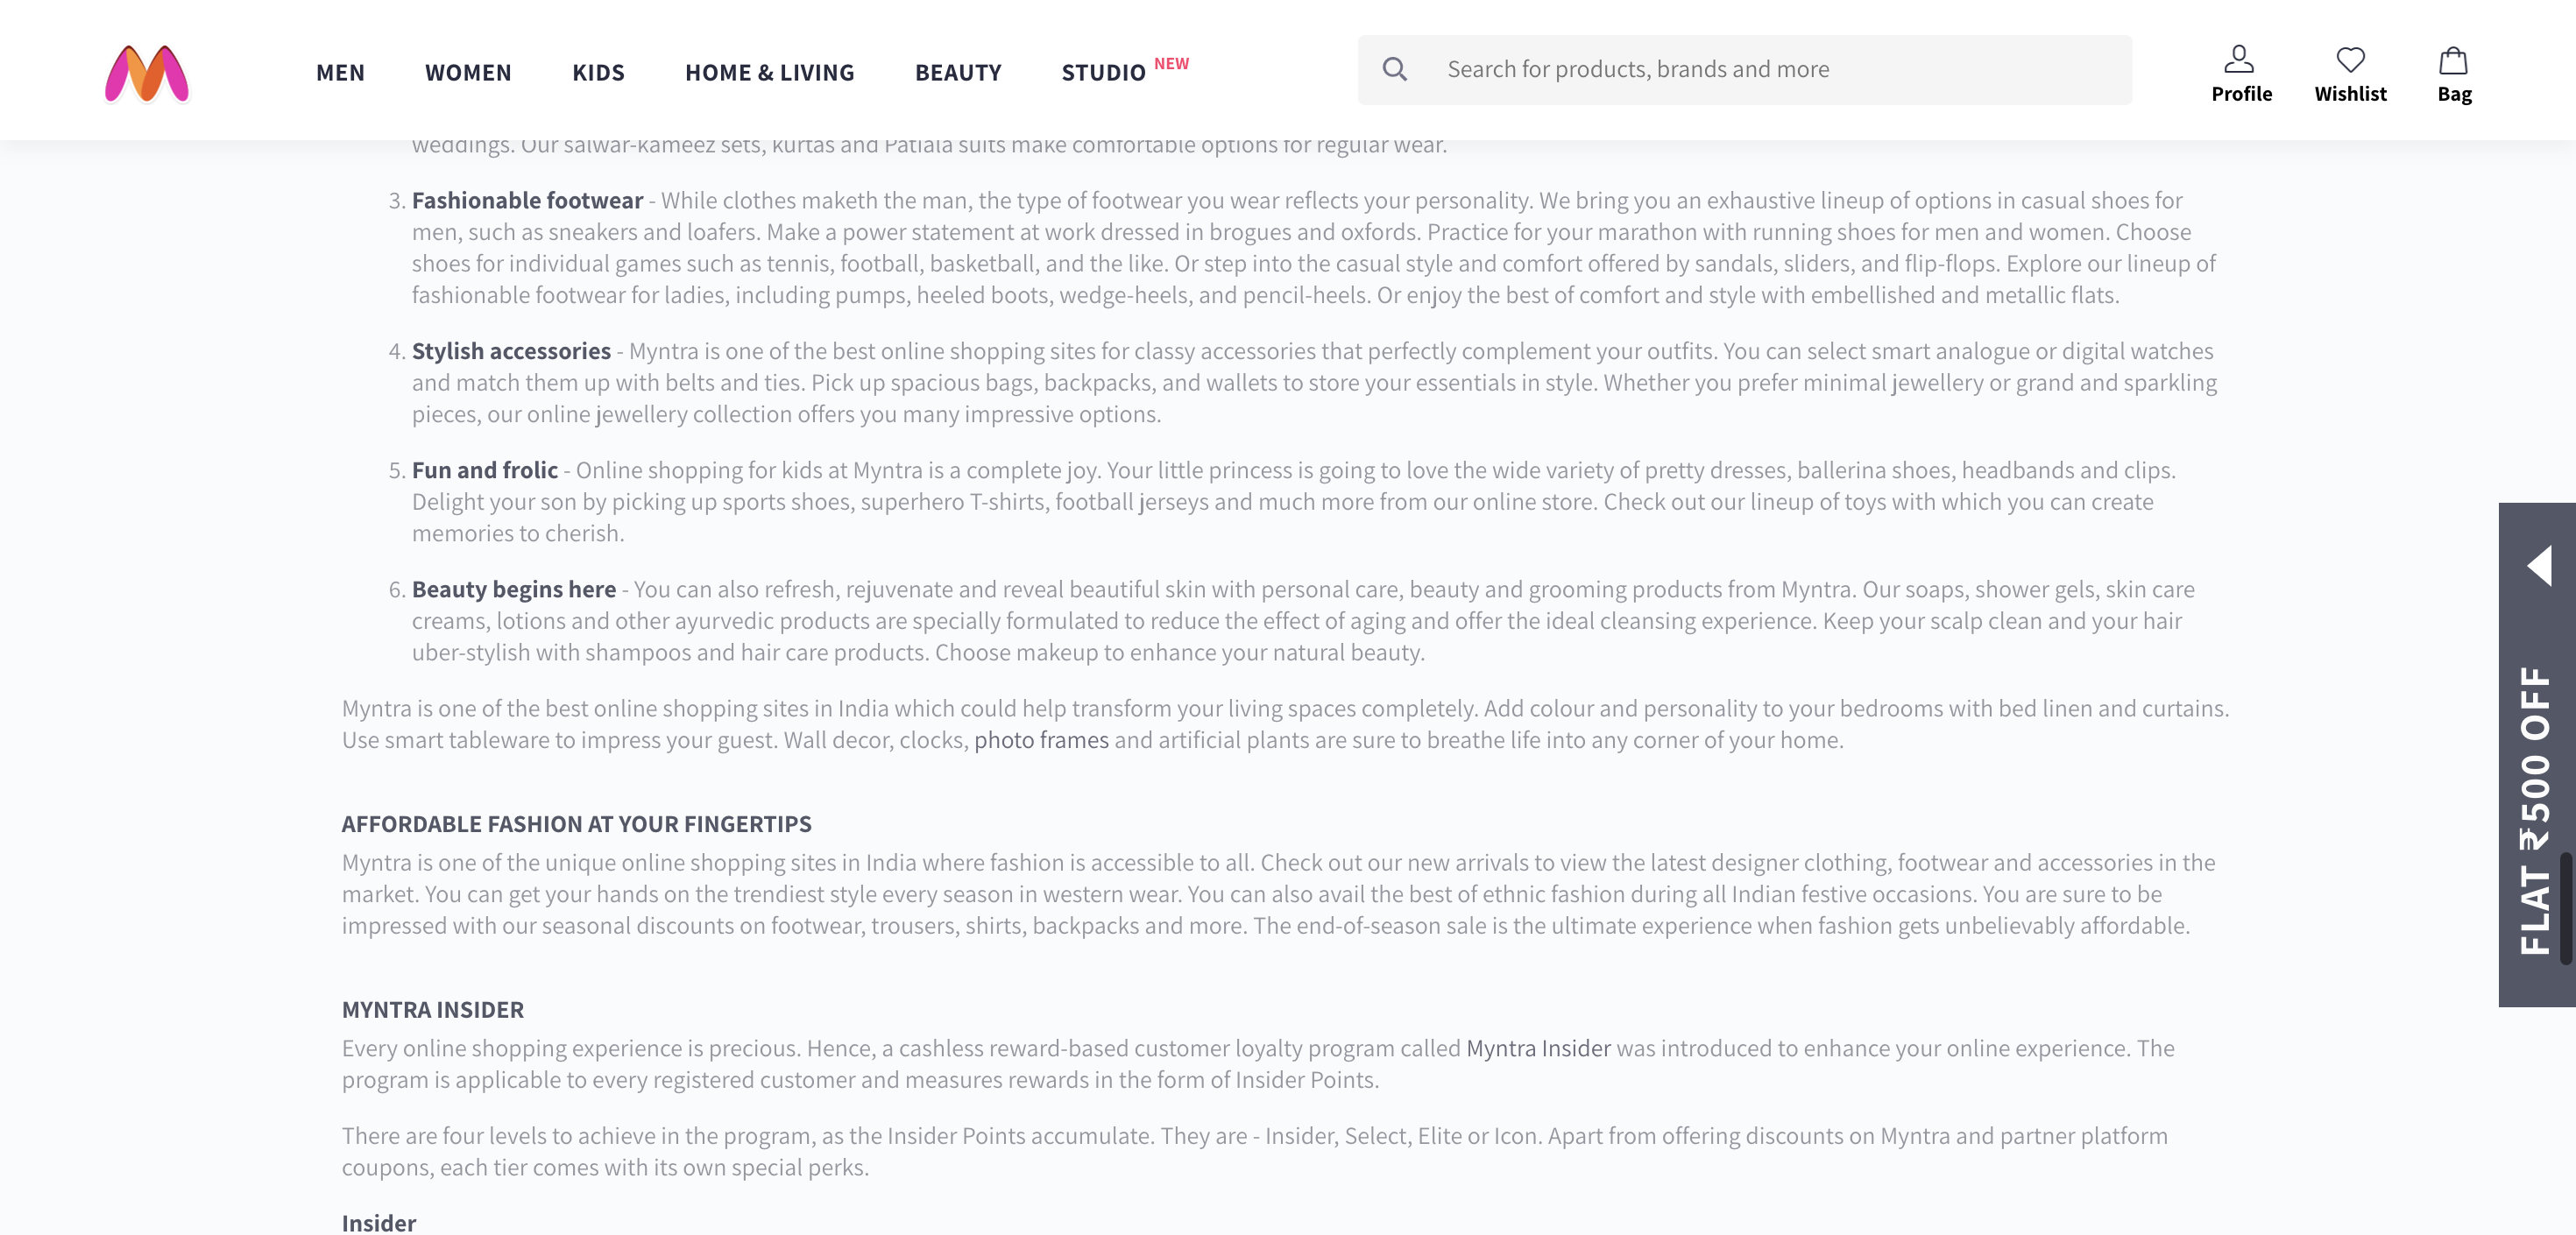 MEN WOMEN KIDS HOME & LIVING BEAUTY STUDIO NEW
Search for products, brands and more
Profile Wishlist Bag
weddings. Our salwar-kameez sets, kurtas and Patiala suits make comfortable options for regular wear.
3. Fashionable footwear - While clothes maketh the man, the type of footwear you wear reflects your personality. We bring you an exhaustive lineup of options in casual shoes for
men, such as sneakers and loafers. Make a power statement at work dressed in brogues and oxfords. Practice for your marathon with running shoes for men and women. Choose
shoes for individual games such as tennis, football, basketball, and the like. Or step into the casual style and comfort offered by sandals, sliders, and flip-flops. Explore our lineup of
fashionable footwear for ladies, including pumps, heeled boots, wedge-heels, and pencil-heels. Or enjoy the best of comfort and style with embellished and metallic flats.
4. Stylish accessories - Myntra is one of the best online shopping sites for classy accessories that perfectly complement your outfits. You can select smart analogue or digital watches
and match them up with belts and ties. Pick up spacious bags, backpacks, and wallets to store your essentials in style. Whether you prefer minimal jewellery or grand and sparkling
pieces, our online jewellery collection offers you many impressive options.
5. Fun and frolic - Online shopping for kids at Myntra is a complete joy. Your little princess is going to love the wide variety of pretty dresses, ballerina shoes, headbands and clips.
Delight your son by picking up sports shoes, superhero T-shirts, football jerseys and much more from our online store. Check out our lineup of toys with which you can create
memories to cherish.
6. Beauty begins here - You can also refresh, rejuvenate and reveal beautiful skin with personal care, beauty and grooming products from Myntra. Our soaps, shower gels, skin care
creams, lotions and other ayurvedic products are specially formulated to reduce the effect of aging and offer the ideal cleansing experience. Keep your scalp clean and your hair
uber-stylish with shampoos and hair care products. Choose makeup to enhance your natural beauty.
Myntra is one of the best online shopping sites in India which could help transform your living spaces completely. Add colour and personality to your bedrooms with bed linen and curtains.
Use smart tableware to impress your guest. Wall decor, clocks, photo frames and artificial plants are sure to breathe life into any corner of your home.
AFFORDABLE FASHION AT YOUR FINGERTIPS
Myntra is one of the unique online shopping sites in India where fashion is accessible to all. Check out our new arrivals to view the latest designer clothing, footwear and accessories in the
market. You can get your hands on the trendiest style every season in western wear. You can also avail the best of ethnic fashion during all Indian festive occasions. You are sure to be
impressed with our seasonal discounts on footwear, trousers, shirts, backpacks and more. The end-of-season sale is the ultimate experience when fashion gets unbelievably affordable.
MYNTRA INSIDER
Every online shopping experience is precious. Hence, a cashless reward-based customer loyalty program called Myntra Insider was introduced to enhance your online experience. The
program is applicable to every registered customer and measures rewards in the form of Insider Points.
There are four levels to achieve in the program, as the Insider Points accumulate. They are - Insider, Select, Elite or Icon. Apart from offering discounts on Myntra and partner platform
coupons, each tier comes with its own special perks.
Insider
FLAT ₹500 OFF